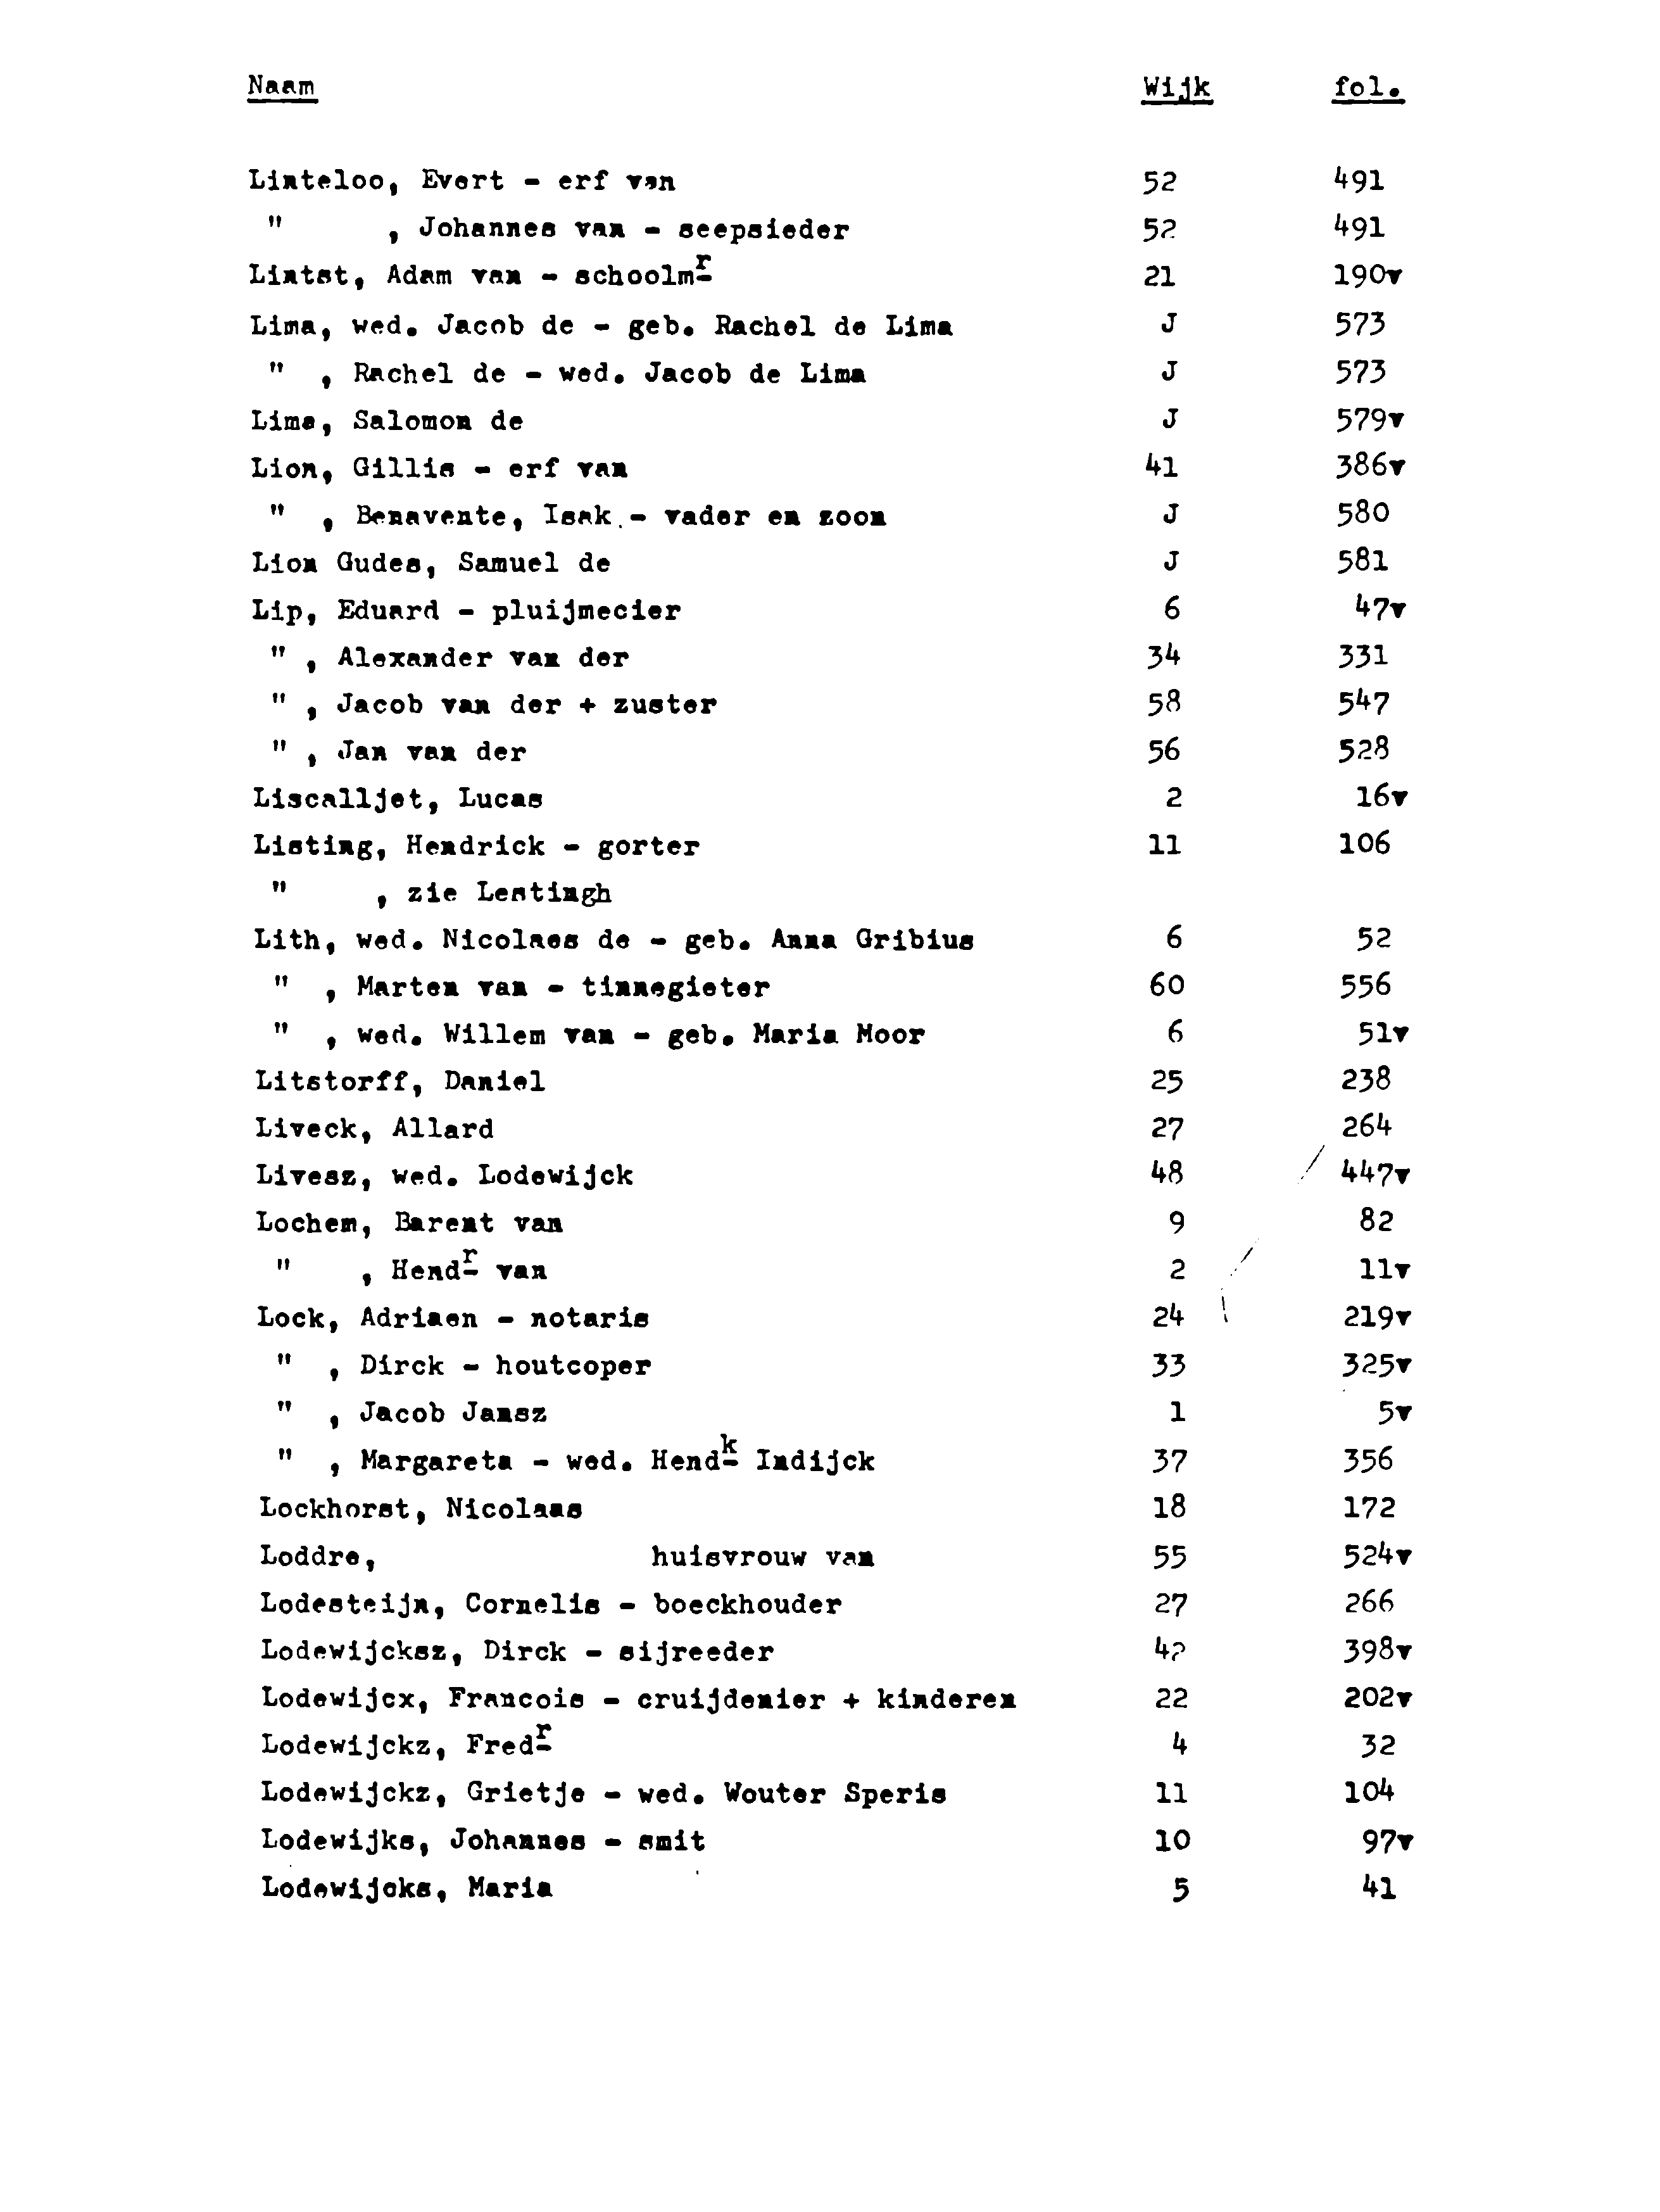 Naam Wijk fol.
Linteloo, Evert - erf van 52 491
" , Johannes van - seepsieder 52 491
Lintst, Adam van - schoolmr 21 190v
Lima, wed. Jacob de - geb. Rachel de Lima J 573
" , Rachel de - wed. Jacob de Lima J 573
Lima, Salomon de J 579v
Lion, Gillis - erf van 41 386v
" , Benavente, Isak - vader en zoon J 580
Lion Gudes, Samuel de J 581
Lip, Eduard - pluijmecier 6 47v
" , Alexander van der 34 331
" , Jacob van der + zuster 58 547
" , Jan van der 56 528
Liscalljet, Lucas 2 16v
Listing, Hendrick - gorter 11 106
" , zie Lestingh
Lith, wed. Nicolaes de - geb. Anna Gribius 6 52
" , Marten van - tinnegieter 60 556
" , wed. Willem van - geb. Maria Moor 6 51v
Litstorff, Daniel 25 238
Liveck, Allard 27 264
Livesz, wed. Lodewijck 48 447v
Lochem, Barent van 9 82
" , Hendr van 2 11v
Lock, Adriaen - notaris 24 219v
" , Dirck - houtcoper 33 325v
" , Jacob Jansz 1 5v
" , Margareta - wed. Hendk Indijck 37 356
Lockhorst, Nicolaas 18 172
Loddre, huisvrouw van 55 524v
Lodesteijn, Cornelis - boeckhouder 27 266
Lodewijcksz, Dirck - sijreeder 42 398v
Lodewijcx, Francois - cruijdenier + kinderen 22 202v
Lodewijckz, Fredr 4 32
Lodewijckz, Grietje - wed. Wouter Speris 11 104
Lodewijks, Johannes - smit 10 97v
Lodewijcks, Maria 5 41